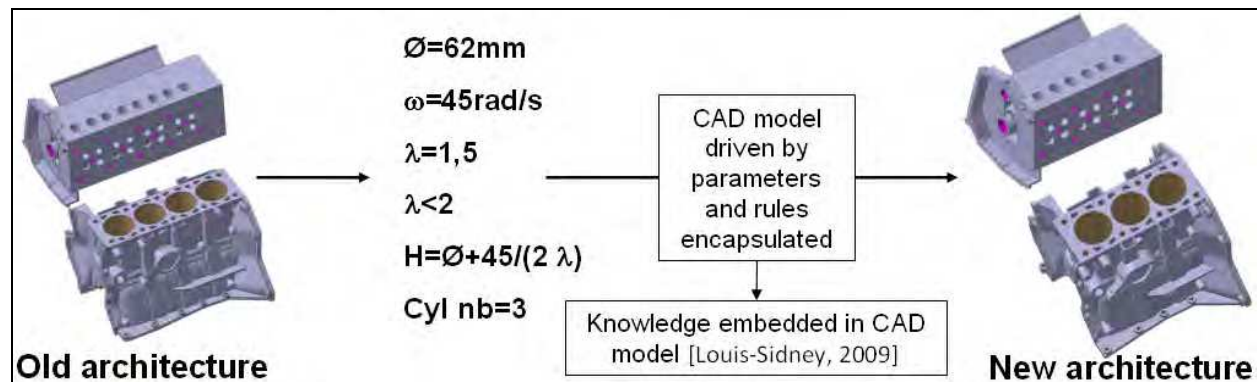 Ø=62mm
ω=45rad/s
λ=1,5
λ<2
H=Ø+45/(2 λ)
Cyl nb=3
CAD model
driven by
parameters
and rules
encapsulated
Knowledge embedded in CAD
model [Louis-Sidney, 2009]
Old architecture
New architecture